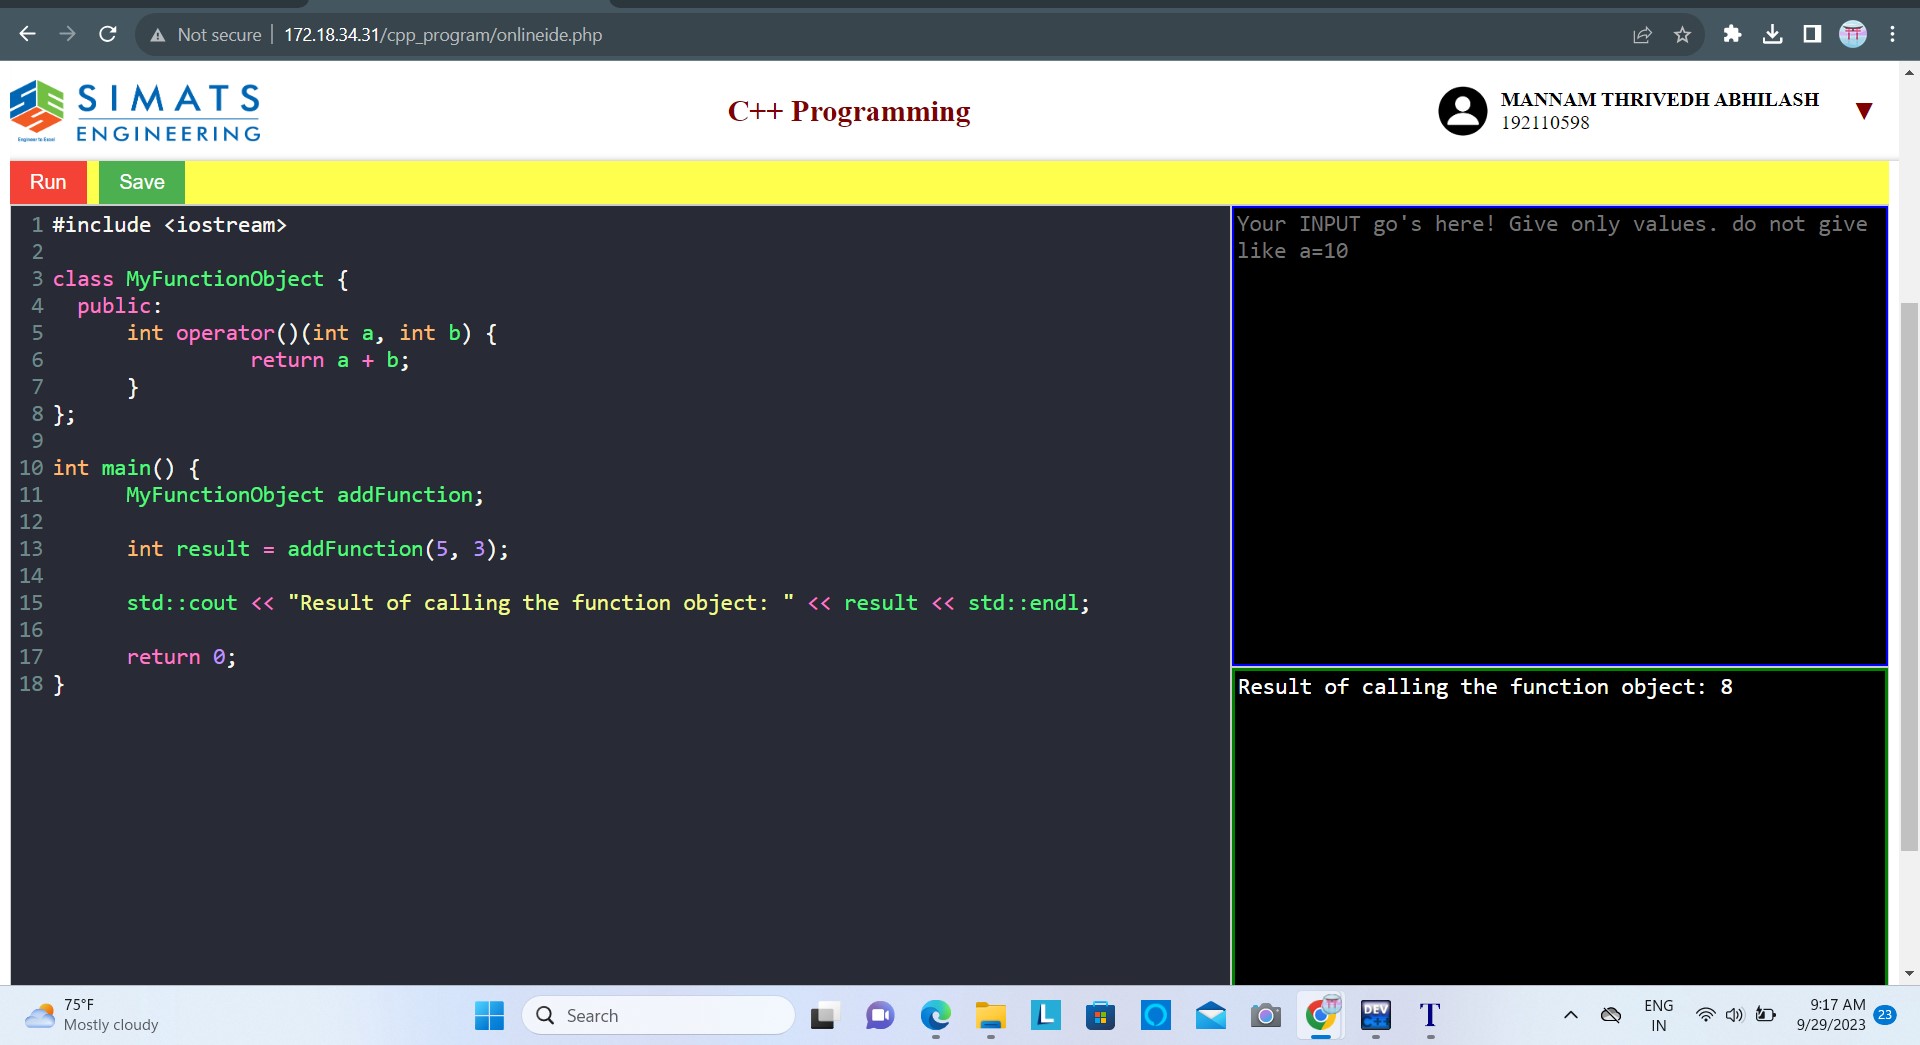 Not secure | 172.18.34.31/cpp_program/onlineide.php
SIMATS
ENGINEERING
Engineer to Excel
C++ Programming
MANNAM THRIVEDH ABHILASH
192110598
Run
Save
1 #include <iostream>
2
3 class MyFunctionObject {
4   public:
5       int operator()(int a, int b) {
6                 return a + b;
7       }
8 };
9
10 int main() {
11       MyFunctionObject addFunction;
12
13       int result = addFunction(5, 3);
14
15       std::cout << "Result of calling the function object: " << result << std::endl;
16
17       return 0;
18 }
Your INPUT go's here! Give only values. do not give
like a=10
Result of calling the function object: 8
75°F
Mostly cloudy
Search
L
DEV
T
ENG
IN
9:17 AM
9/29/2023
23